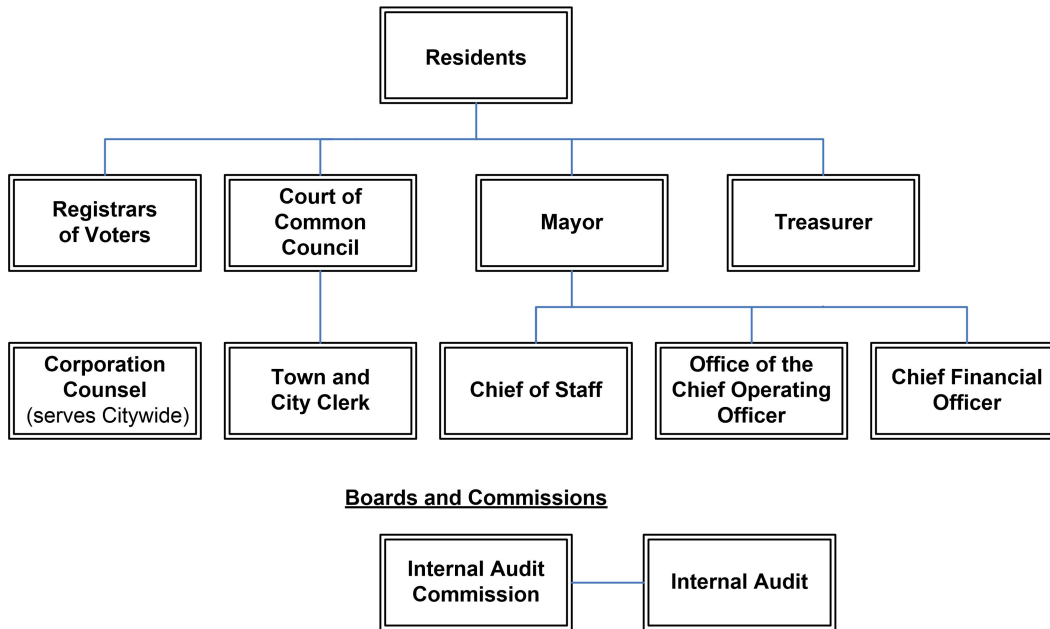 Residents
Registrars
of Voters
Court of
Common
Council
Mayor
Treasurer
Corporation
Counsel
(serves Citywide)
Town and
City Clerk
Chief of Staff
Office of the
Chief Operating
Officer
Chief Financial
Officer
Boards and Commissions
Internal Audit
Commission
Internal Audit